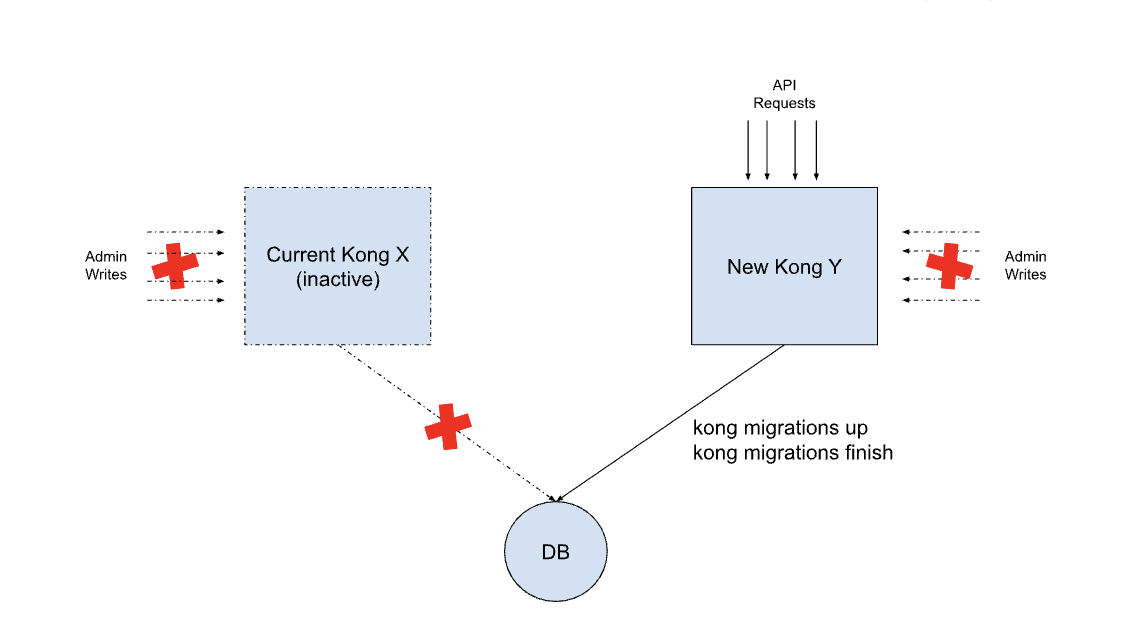 API
Requests
Admin
Writes
Current Kong X
(inactive)
New Kong Y
Admin
Writes
kong migrations up
kong migrations finish
DB